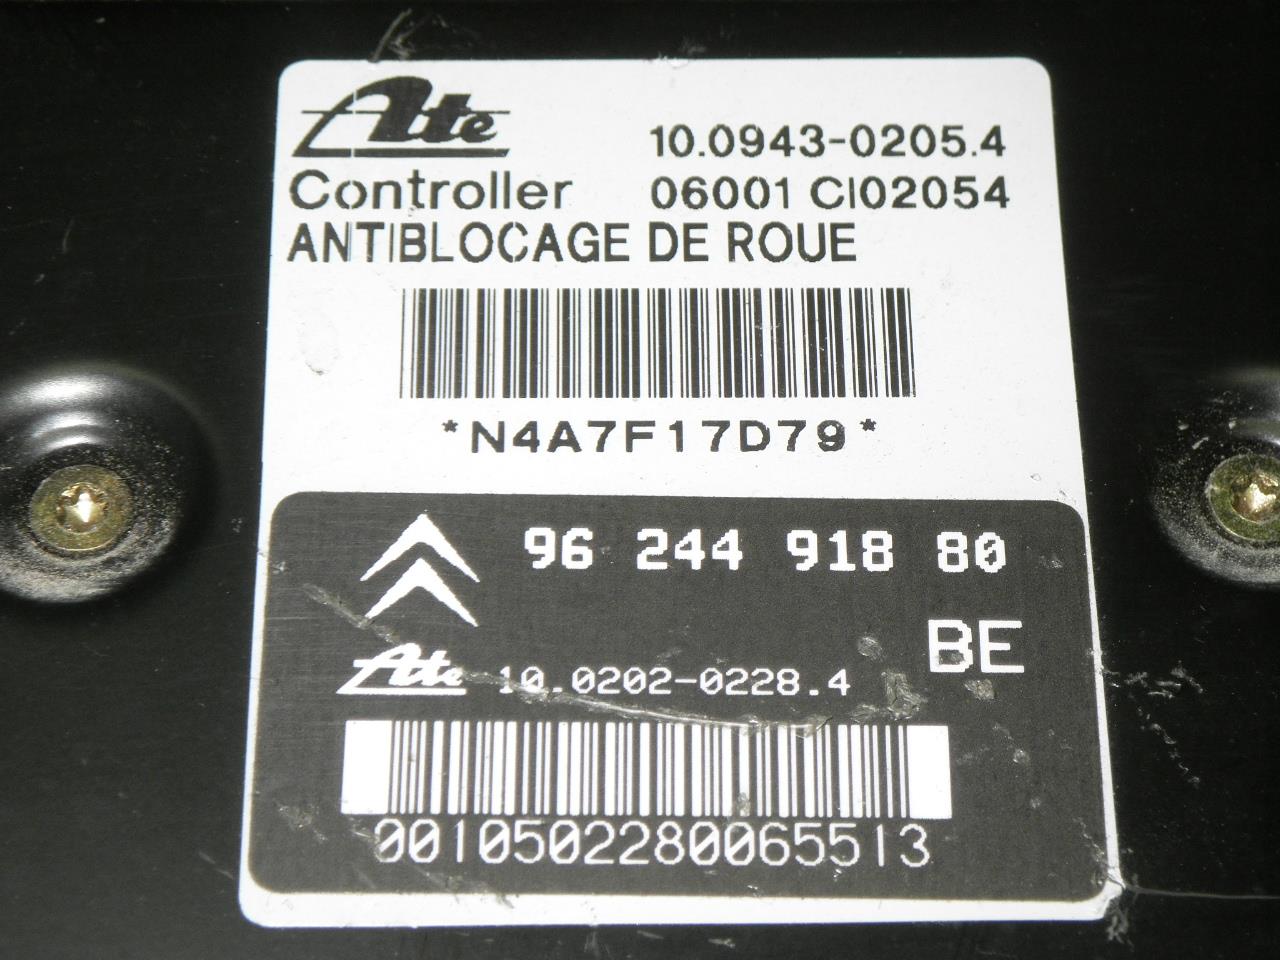 Ate 10.0943-0205.4
Controller 06001 CI02054
ANTIBLOCAGE DE ROUE
*N4A7F17D79*
96 244 918 80
BE
Ate 10.0202-0228.4
0010502280065513